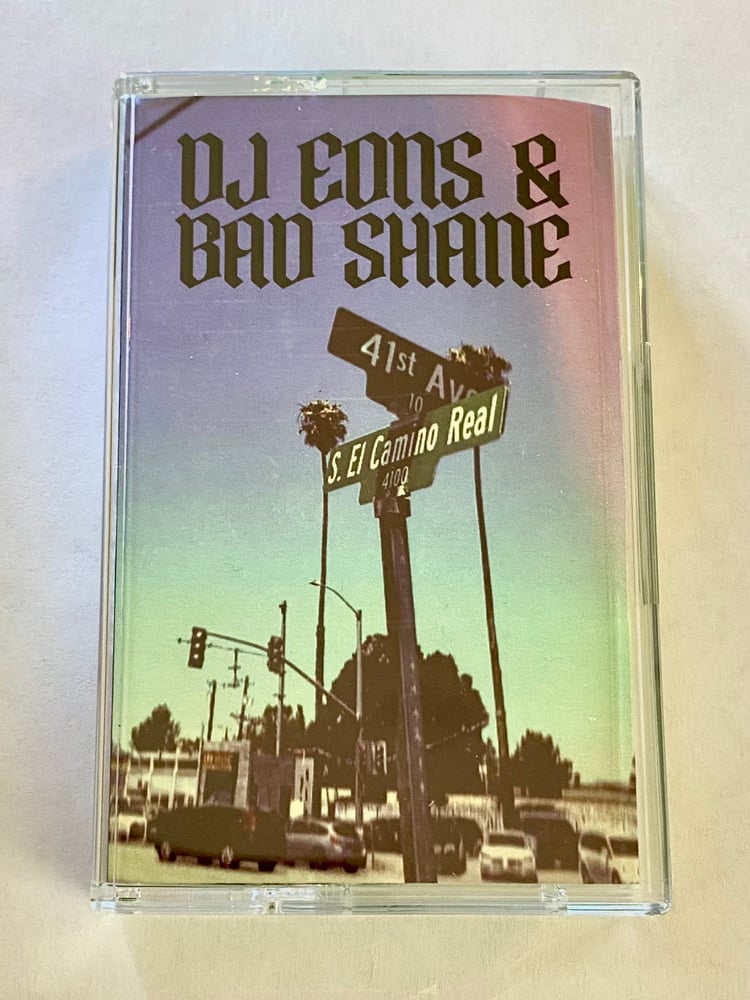 DJ EONS &
BAD SHANE
41st Ave
10
S. El Camino Real
4100